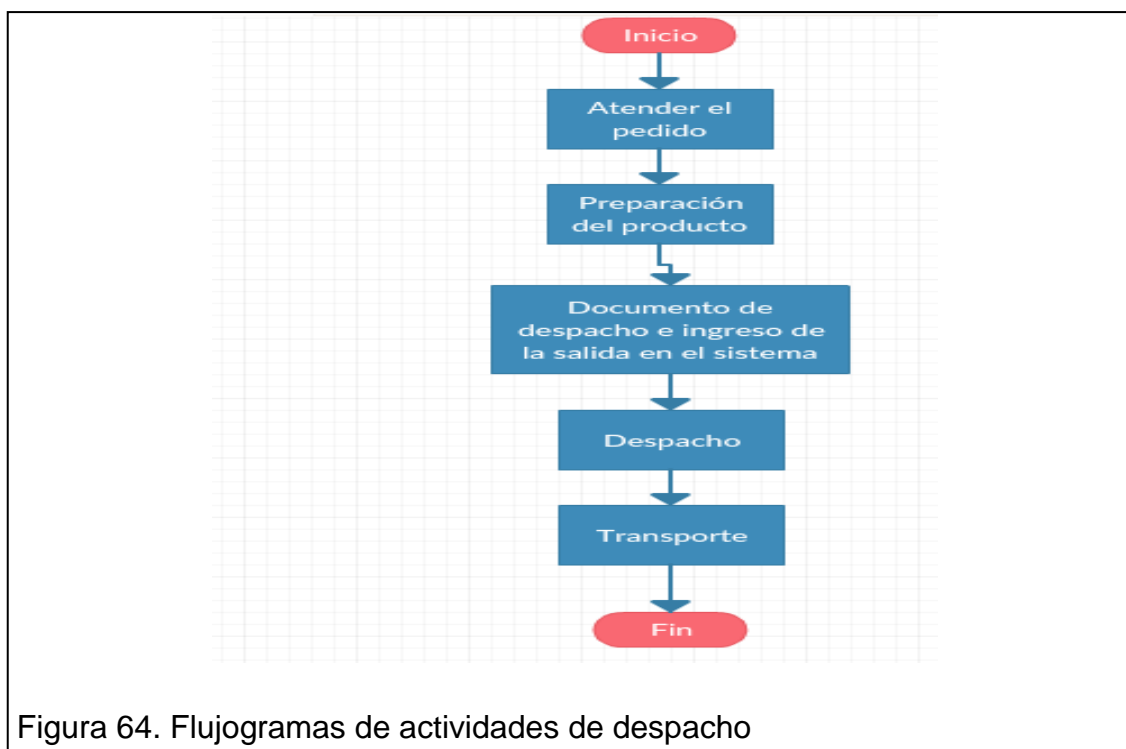 Inicio
Atender el
pedido
Preparación
del producto
Documento de
despacho e ingreso de
la salida en el sistema
Despacho
Transporte
Fin
Figura 64. Flujogramas de actividades de despacho